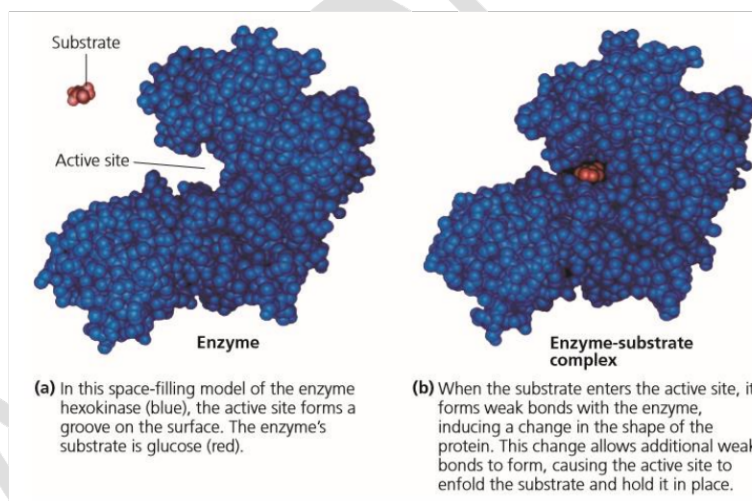 Substrate
Active site
Enzyme
Enzyme-substrate
complex
(a) In this space-filling model of the enzyme
hexokinase (blue), the active site forms a
groove on the surface. The enzyme's
substrate is glucose (red).
(b) When the substrate enters the active site, it
forms weak bonds with the enzyme,
inducing a change in the shape of the
protein. This change allows additional weak
bonds to form, causing the active site to
enfold the substrate and hold it in place.